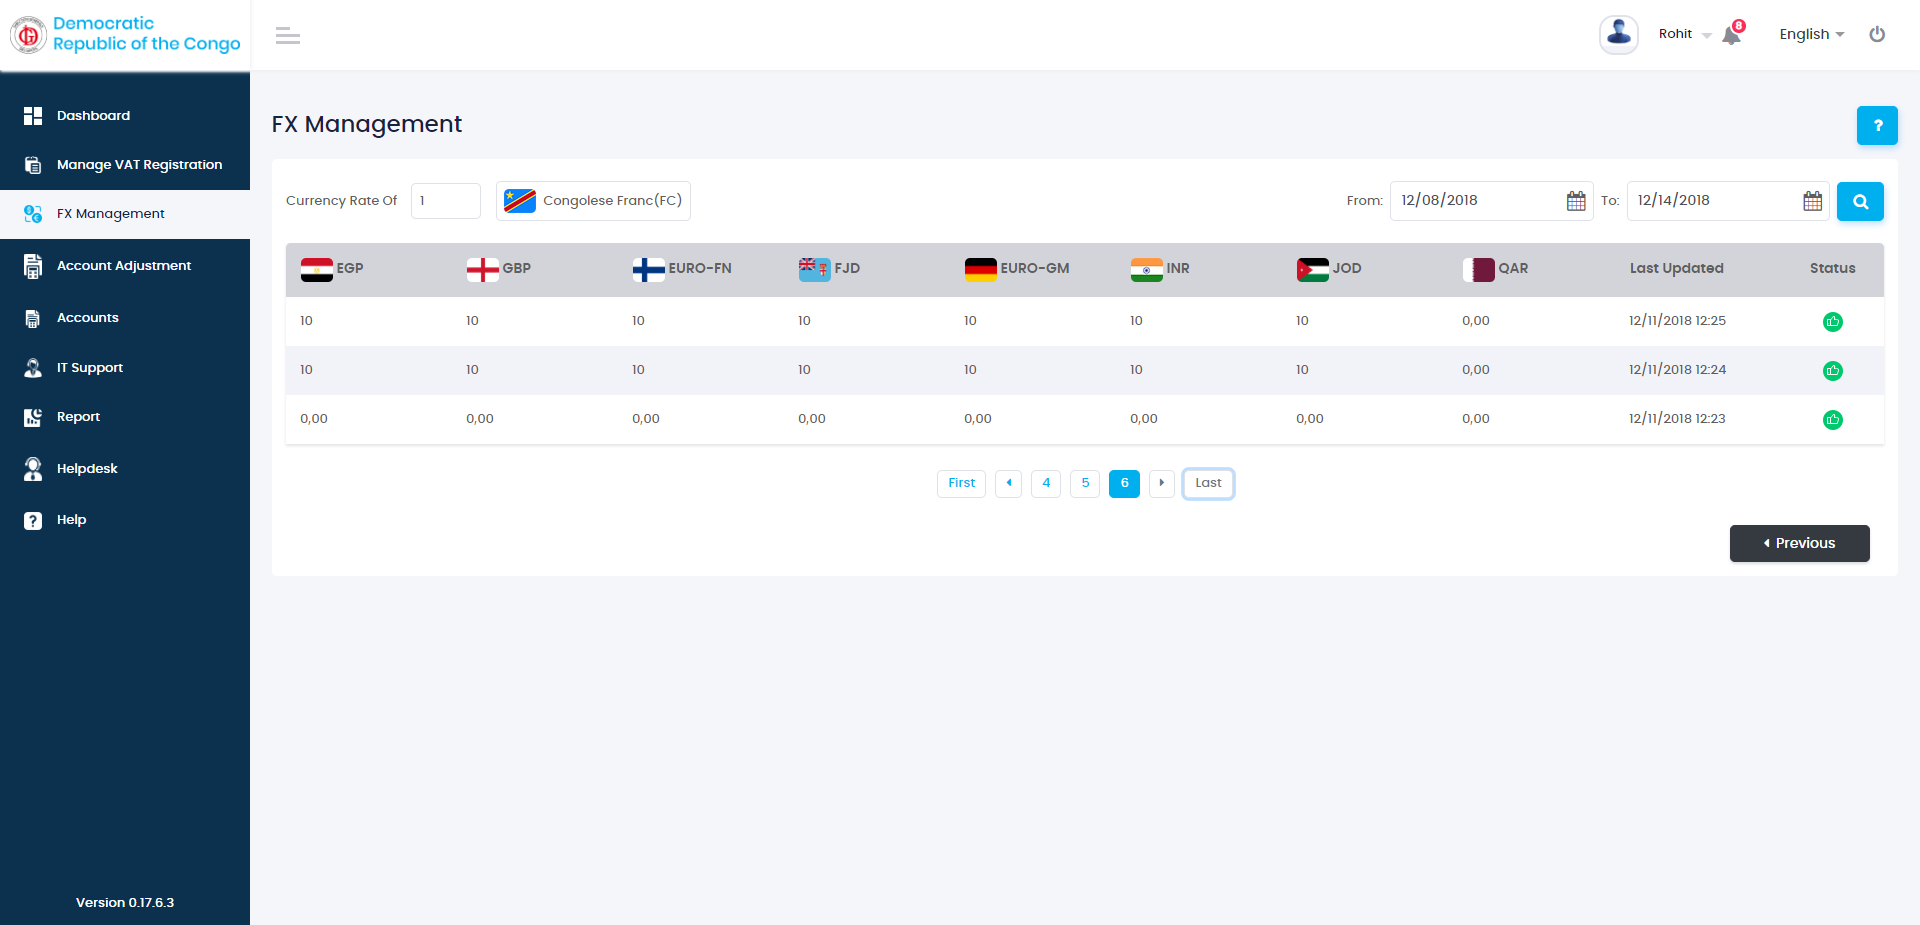 Democratic
Republic of the Congo
Rohit
8
English
Dashboard
Manage VAT Registration
FX Management
Account Adjustment
Accounts
IT Support
Report
Helpdesk
Help
Version 0.17.6.3
FX Management
?
Currency Rate Of 1 Congolese Franc(FC) From: 12/08/2018 To: 12/14/2018
EGP GBP EURO-FN FJD EURO-GM INR JOD QAR Last Updated Status
10 10 10 10 10 10 10 0,00 12/11/2018 12:25
10 10 10 10 10 10 10 0,00 12/11/2018 12:24
0,00 0,00 0,00 0,00 0,00 0,00 0,00 0,00 12/11/2018 12:23
First 4 5 6 Last
Previous